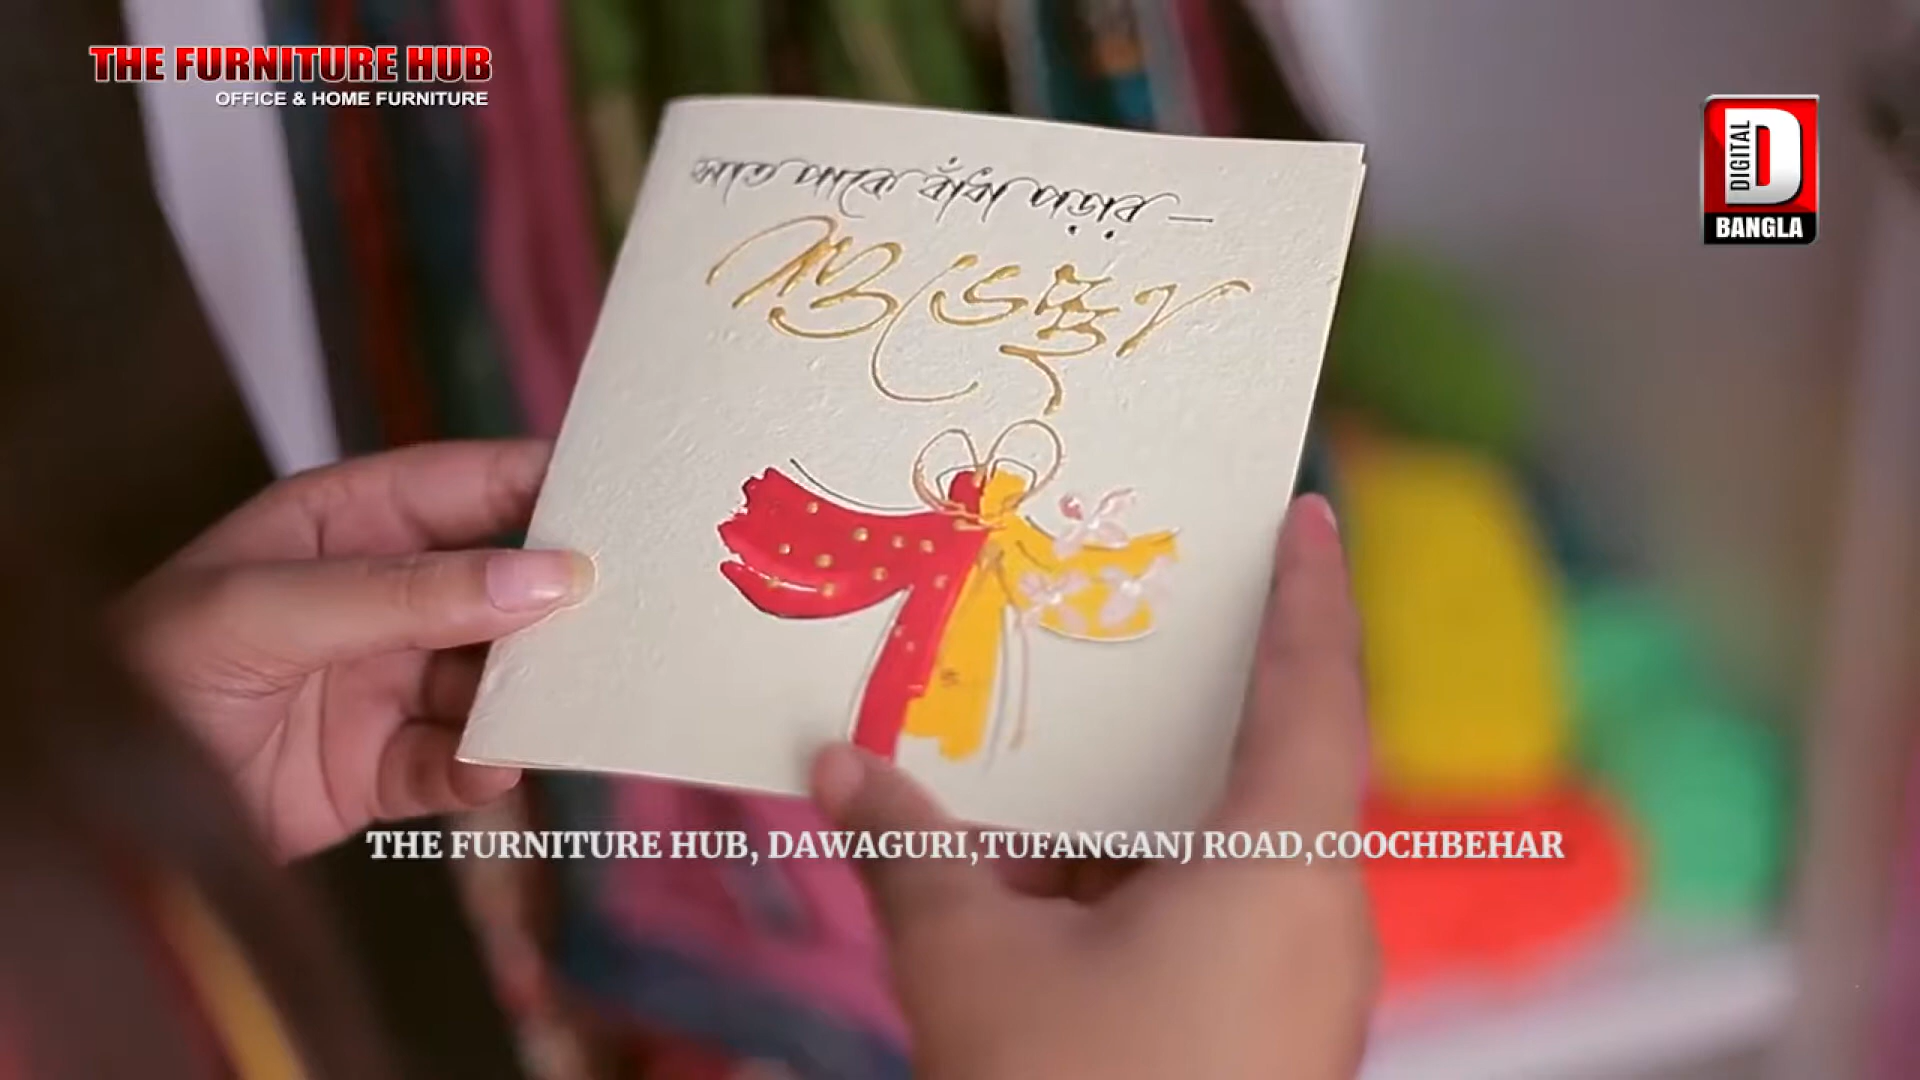 THE FURNITURE HUB
OFFICE & HOME FURNITURE
DIGITAL
D
BANGLA
সাত পাকে বাঁধা পড়ার —
THE FURNITURE HUB, DAWAGURI,TUFANGANJ ROAD,COOCHBEHAR